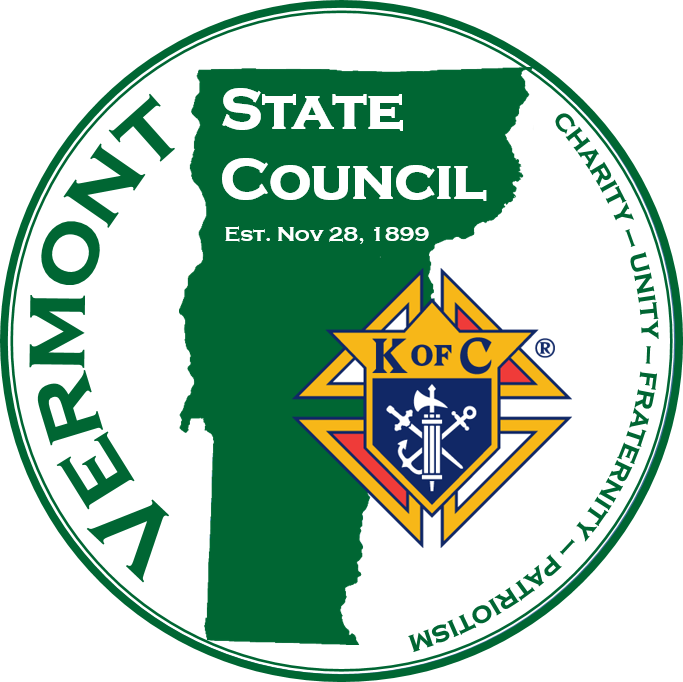 VERMONT
STATE
COUNCIL
EST. NOV 28, 1899
K OF C ®
CHARITY – UNITY – FRATERNITY – PATRIOTISM